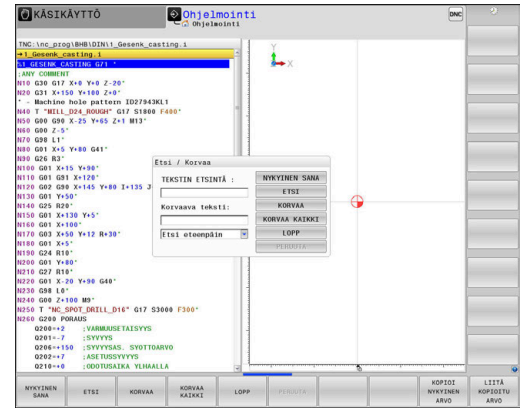 KÄSIKÄYTTÖ
Ohjelmointi
Ohjelmointi
DNC
TNC:\nc_prog\BHB\DIN\1_Gesenk_casting.i
→1_Gesenk_casting.i
%1_GESENK_CASTING G71 *
;ANY COMMENT
N10 G30 G17 X+0 Y+0 Z-20*
N20 G31 X+150 Y+100 Z+0*
* - Machine hole pattern ID27943KL1
N40 T "MILL_D24_ROUGH" G17 S1800 F400*
N50 G00 G90 X-25 Y+65 Z+1 M13*
N60 G00 Z-5*
N70 G98 L1*
N80 G01 X+5 Y+80 G41*
N90 G26 R3*
N100 G01 X+15 Y+90*
N110 G01 G91 X+120*
N120 G02 G90 X+145 Y+80 I+135 J
N130 G01 Y+50*
N140 G25 R20*
N150 G01 X+130 Y+5*
N160 G01 X+100*
N170 G03 X+50 Y+12 R+30*
N180 G01 X+5*
N190 G24 R10*
N200 G01 Y+80*
N210 G27 R10*
N220 G01 X-20 Y+90 G40*
N230 G98 L0*
N240 G00 Z+100 M9*
N250 T "NC_SPOT_DRILL_D16" G17 S3000 F300*
N260 G200 PORAUS
Q200=+2 ;VARMUUSETAISYYS
Q201=-7 ;SYVYYS
Q206=+150 ;SYVYYSAS. SYOTTOARVO
Q202=+7 ;ASETUSSYVYYS
Q210=+0 ;ODOTUSAIKA YLHAALLA
Y
X
Etsi / Korvaa
TEKSTIN ETSINTÄ :
NYKYINEN SANA
ETSI
Korvaava teksti:
KORVAA
KORVAA KAIKKI
Etsi eteenpäin
LOPP
PERUUTA
NYKYINEN SANA
ETSI
KORVAA
KORVAA KAIKKI
LOPP
PERUUTA
KOPIOI NYKYINEN ARVO
LIITÄ KOPIOITU ARVO